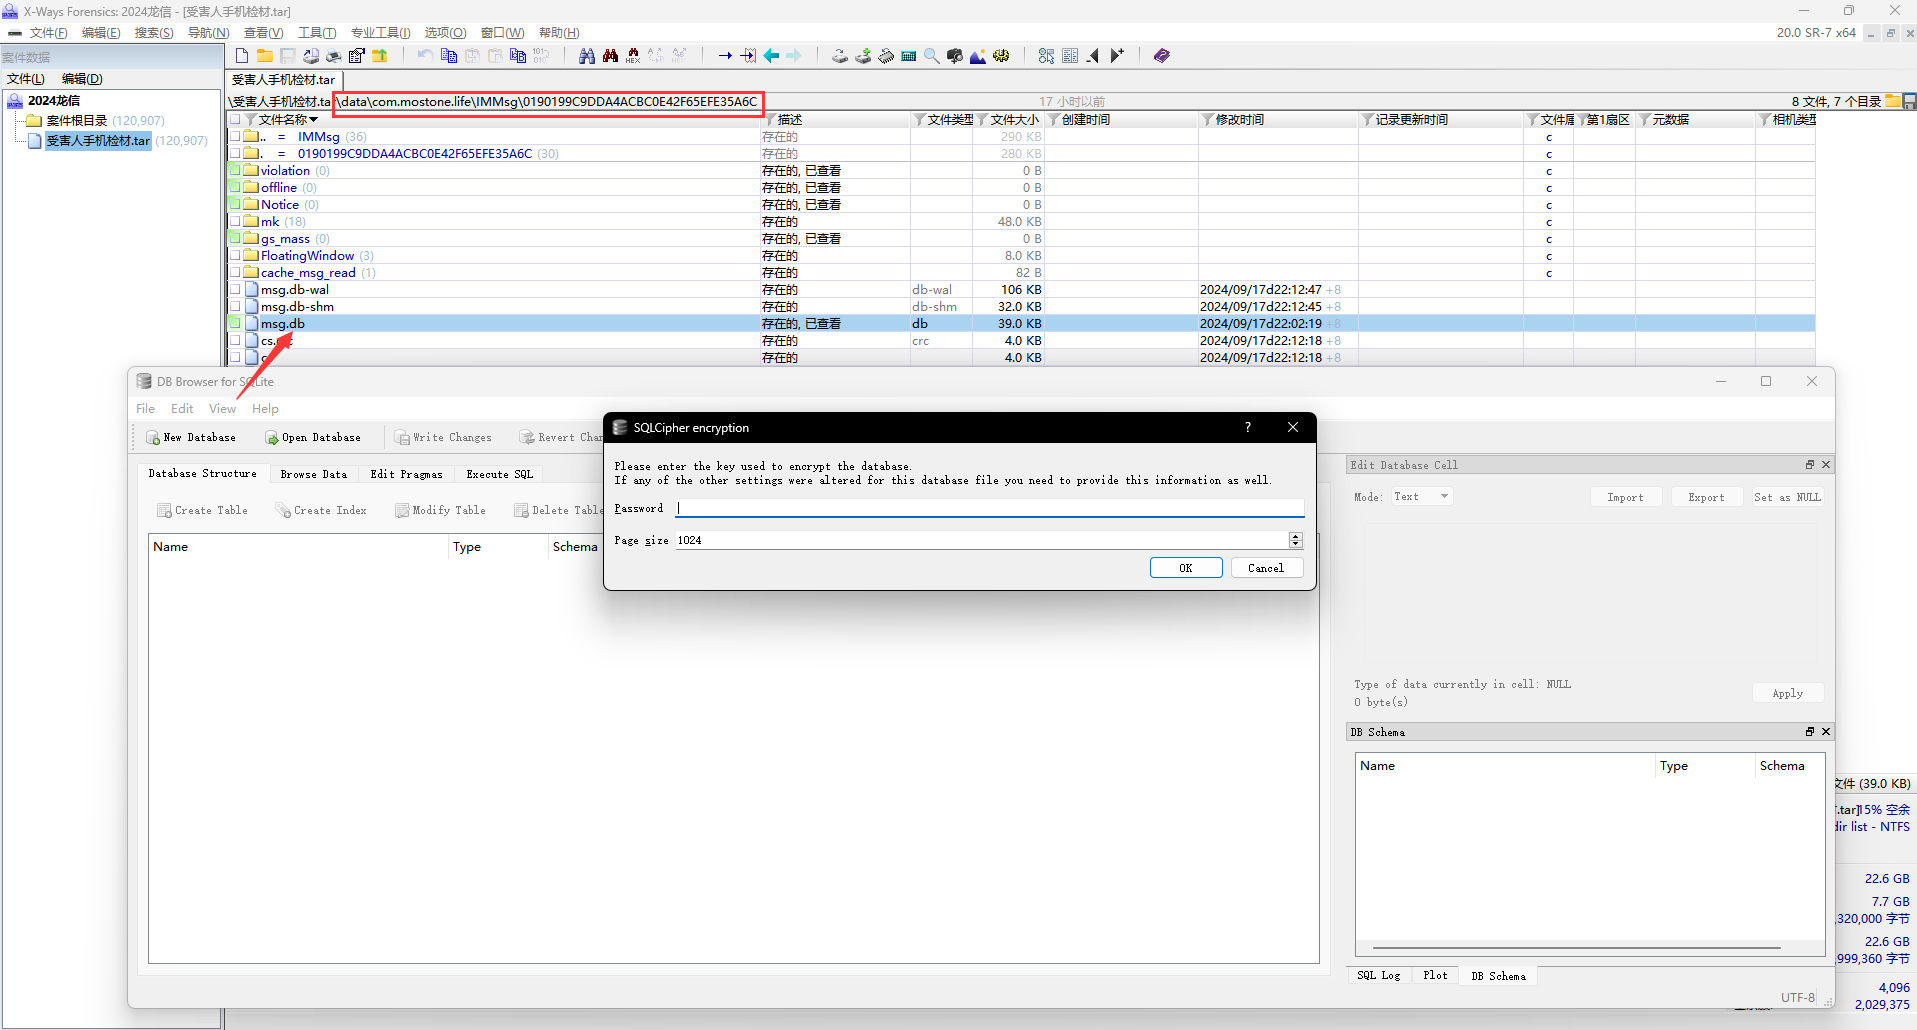 X-Ways Forensics: 2024龙信 - [受害人手机检材.tar]
文件(F) 编辑(E) 搜索(S) 导航(N) 查看(V) 工具(T) 专业工具(I) 选项(O) 窗口(W) 帮助(H) 20.0 SR-7 x64
案件数据
文件(L) 编辑(D)
2024龙信
案件根目录 (120,907)
受害人手机检材.tar (120,907)
受害人手机检材.tar
\受害人手机检材.tar\data\com.mostone.life\IMMsg\0190199C9DDA4ACBC0E42F65EFE35A6C 17 小时以前 8 文件, 7 个目录
文件名称 描述 文件类型 文件大小 创建时间 修改时间 记录更新时间 文件属 第1扇区 元数据 相机类型
.. = IMMsg (36) 存在的 290 KB c
. = 0190199C9DDA4ACBC0E42F65EFE35A6C (30) 存在的 280 KB c
violation (0) 存在的, 已查看 0 B c
offline (0) 存在的, 已查看 0 B c
Notice (0) 存在的, 已查看 0 B c
mk (18) 存在的 48.0 KB c
gs_mass (0) 存在的, 已查看 0 B c
FloatingWindow (3) 存在的 8.0 KB c
cache_msg_read (1) 存在的 82 B c
msg.db-wal 存在的 db-wal 106 KB 2024/09/17d22:12:47 +8
msg.db-shm 存在的 db-shm 32.0 KB 2024/09/17d22:12:45 +8
msg.db 存在的, 已查看 db 39.0 KB 2024/09/17d22:02:19 +8
存在的 crc 4.0 KB 2024/09/17d22:12:18 +8
存在的 4.0 KB 2024/09/17d22:12:18 +8
DB Browser for SQLite
File Edit View Help
New Database Open Database Write Changes Revert Chan
Database Structure Browse Data Edit Pragmas Execute SQL
Create Table Create Index Modify Table Delete Table
Name Type Schema
SQLCipher encryption ?
Please enter the key used to encrypt the database.
If any of the other settings were altered for this database file you need to provide this information as well.
Password
Page size 1024
OK Cancel
Edit Database Cell
Mode: Text Import Export Set as NULL
Type of data currently in cell: NULL
0 byte(s)
Apply
DB Schema
Name Type Schema
SQL Log Plot DB Schema
UTF-8
文件 (39.0 KB)
.tar]15% 空余
dir list - NTFS
22.6 GB
7.7 GB
,320,000 字节
22.6 GB
,999,360 字节
4,096
2,029,375